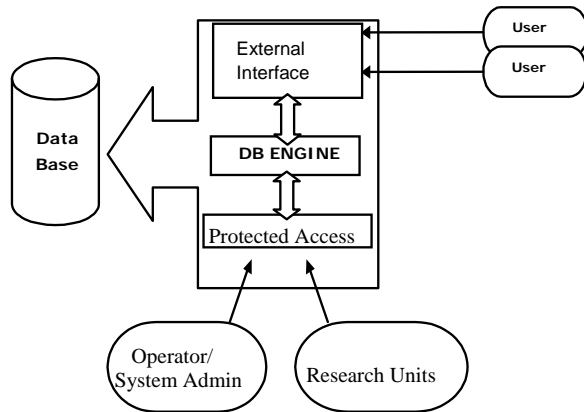 User
External
Interface
User
Data
Base
DB ENGINE
Protected Access
Operator/
System Admin
Research Units